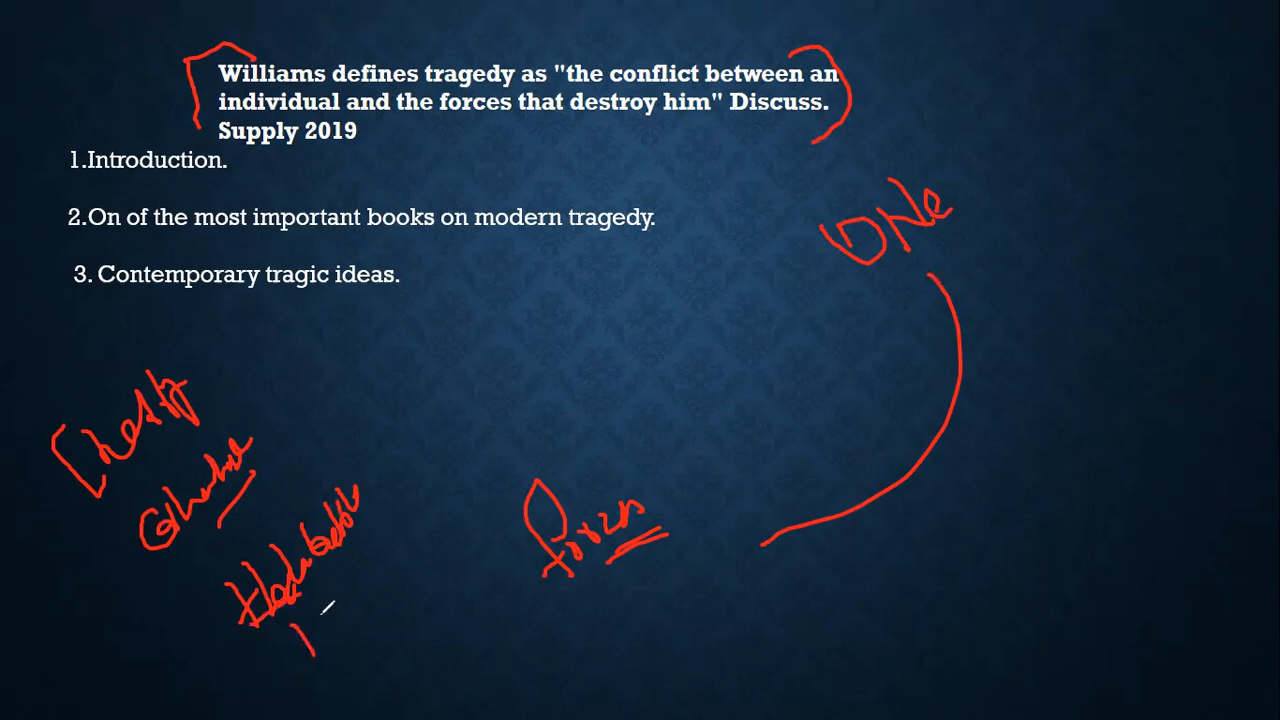 Williams defines tragedy as "the conflict between an
individual and the forces that destroy him" Discuss.
Supply 2019
1.Introduction.
2.On of the most important books on modern tragedy.
3. Contemporary tragic ideas.
ONe